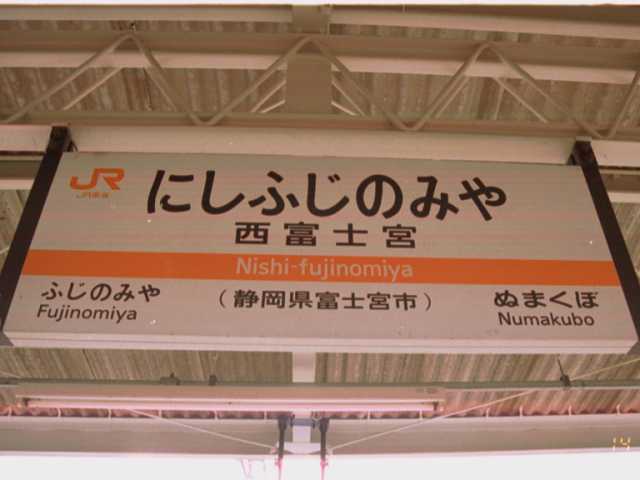 JR
JR東海
にしふじのみや
西富士宮
Nishi-fujinomiya
ふじのみや
Fujinomiya
(静岡県富士宮市)
ぬまくぼ
Numakubo
14